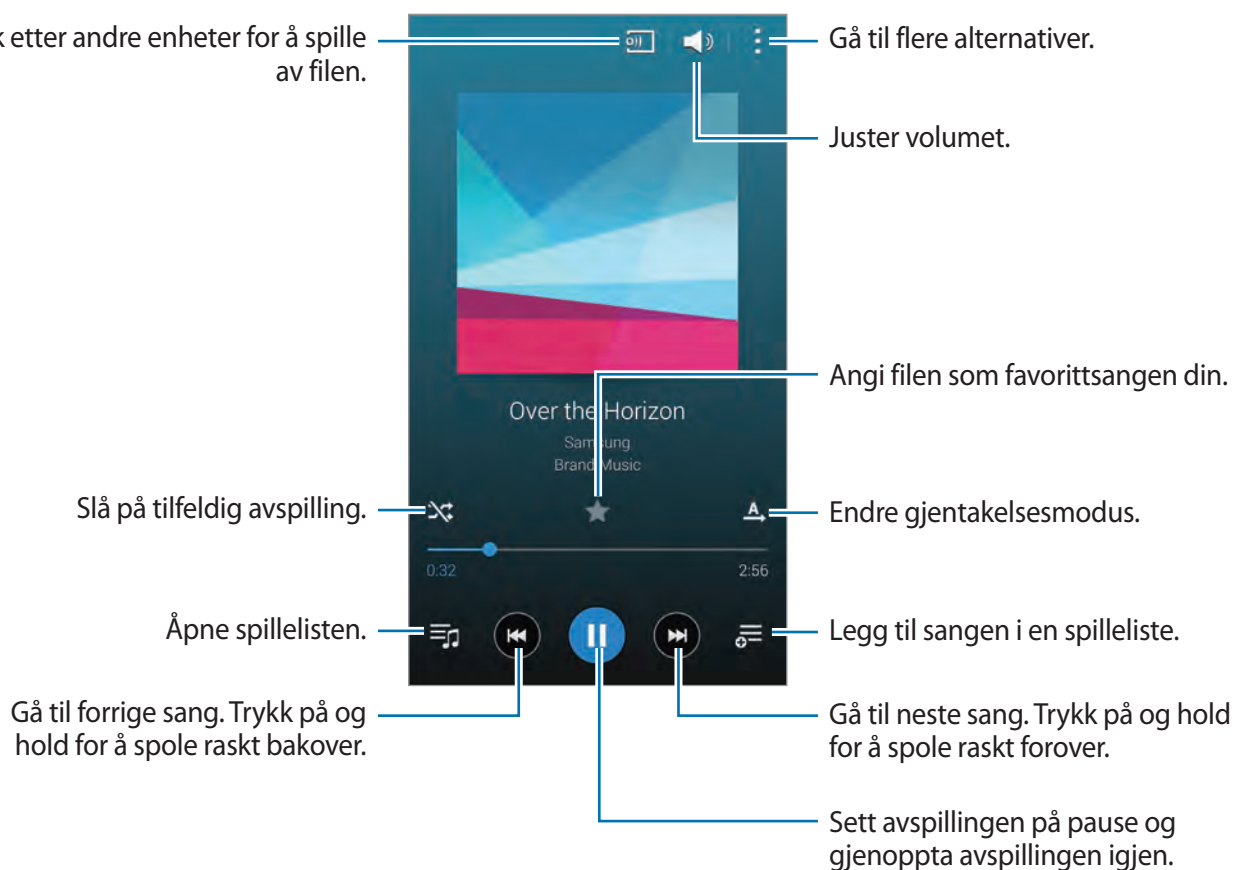 etter andre enheter for å spille
av filen.
Gå til flere alternativer.
Juster volumet.
Angi filen som favorittsangen din.
Over the Horizon
Samsung
Brand Music
Slå på tilfeldig avspilling.
A
Endre gjentakelsesmodus.
0:32
2:56
Åpne spillelisten.
Legg til sangen i en spilleliste.
Gå til forrige sang. Trykk på og
hold for å spole raskt bakover.
Gå til neste sang. Trykk på og hold
for å spole raskt forover.
Sett avspillingen på pause og
gjenoppta avspillingen igjen.